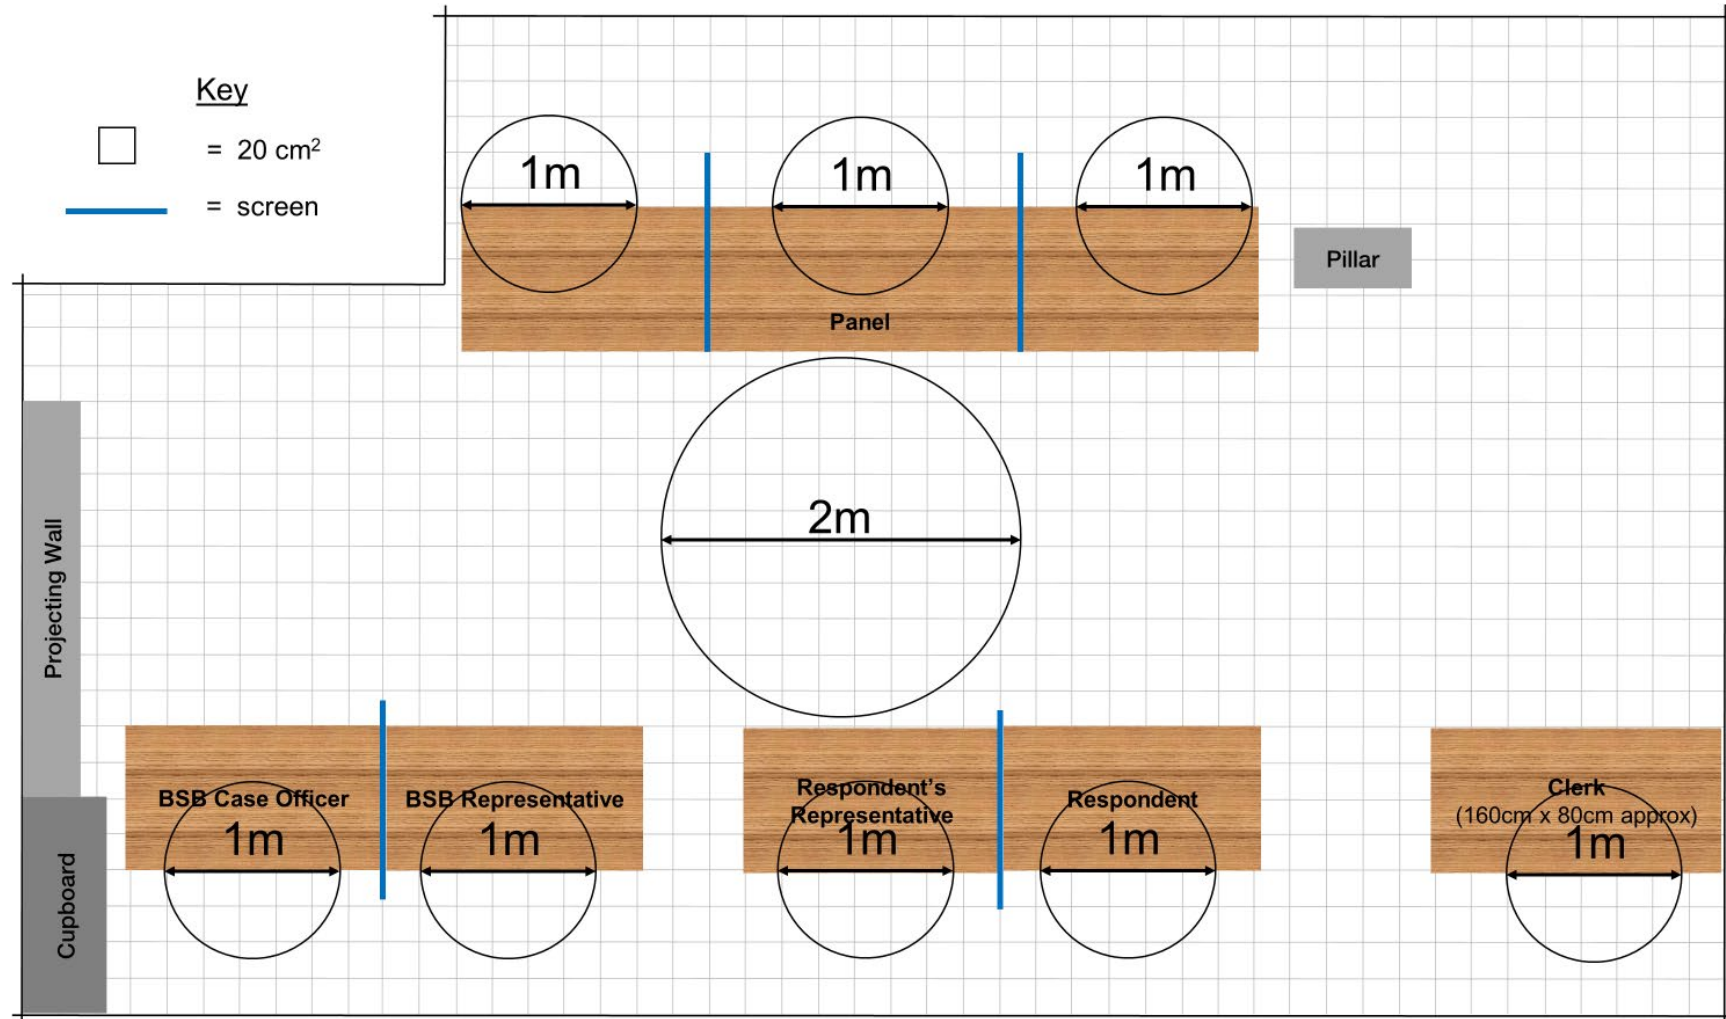 Key
= 20 cm²
= screen
1m
1m
1m
Pillar
Panel
2m
Projecting Wall
Cupboard
BSB Case Officer
1m
BSB Representative
1m
Respondent's
Representative
1m
Respondent
1m
Clerk
(160cm x 80cm approx)
1m